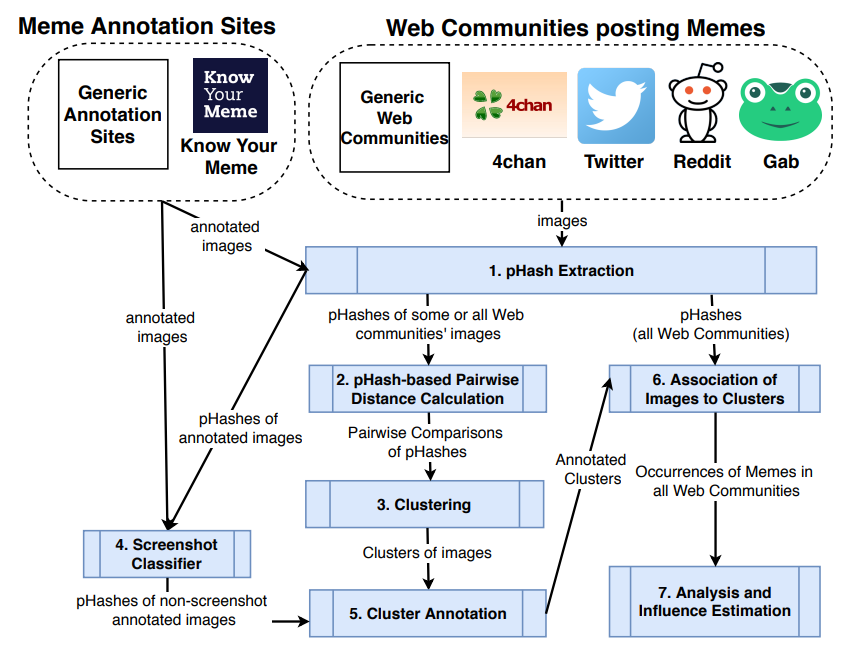 Meme Annotation Sites
Web Communities posting Memes
Generic
Annotation
Sites
Know
Your
Meme
Know Your
Meme
Generic
Web
Communities
4chan
4chan
Twitter
Reddit
Gab
annotated
images
images
1. pHash Extraction
annotated
images
pHashes of some or all Web
communities' images
pHashes
(all Web Communities)
2. pHash-based Pairwise
Distance Calculation
6. Association of
Images to Clusters
pHashes of
annotated images
Pairwise Comparisons
of pHashes
Annotated
Clusters
Occurrences of Memes in
all Web Communities
3. Clustering
4. Screenshot
Classifier
Clusters of images
pHashes of non-screenshot
annotated images
5. Cluster Annotation
7. Analysis and
Influence Estimation